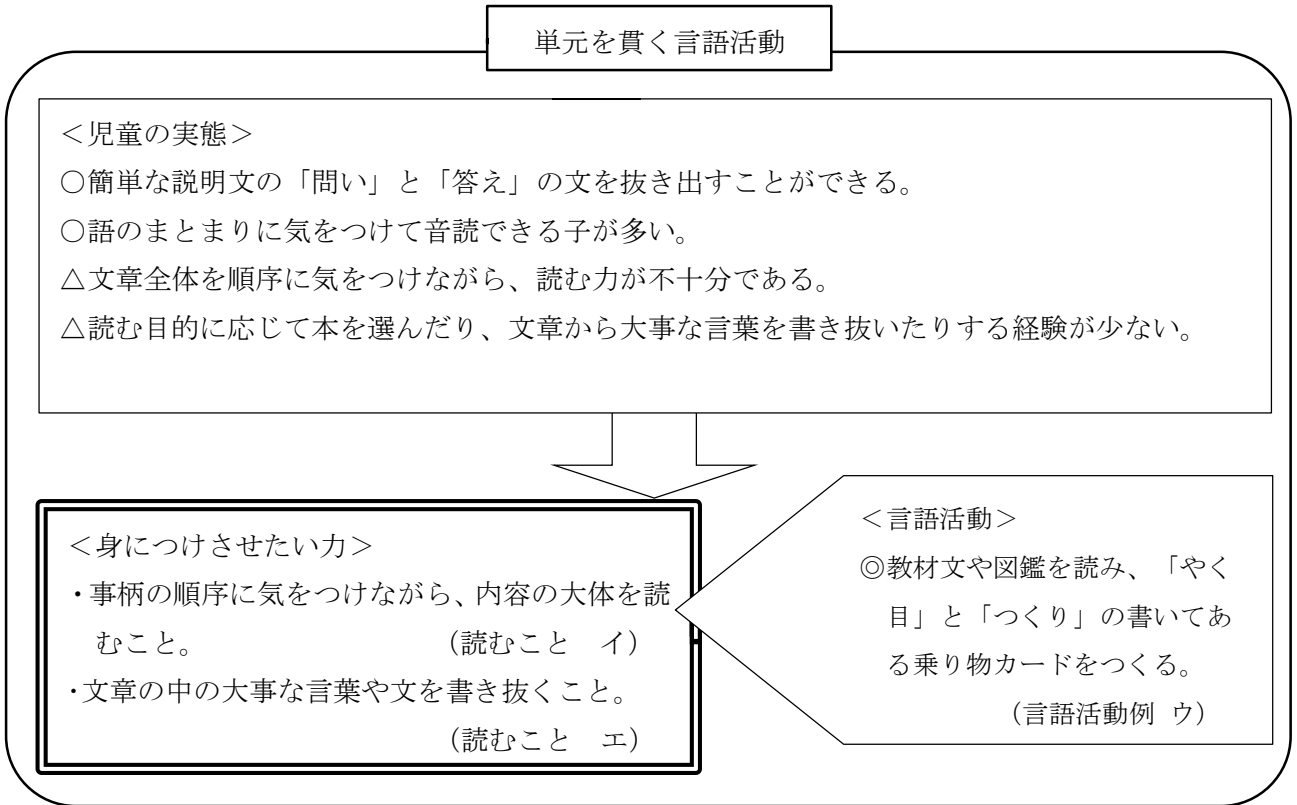 単元を貫く言語活動
＜児童の実態＞
○簡単な説明文の「問い」と「答え」の文を抜き出すことができる。
○語のまとまりに気をつけて音読できる子が多い。
△文章全体を順序に気をつけながら、読む力が不十分である。
△読む目的に応じて本を選んだり、文章から大事な言葉を書き抜いたりする経験が少ない。
＜身につけさせたい力＞
・事柄の順序に気をつけながら、内容の大体を読
むこと。　（読むこと　イ）
・文章の中の大事な言葉や文を書き抜くこと。
（読むこと　エ）
＜言語活動＞
◎教材文や図鑑を読み、「やく
目」と「つくり」の書いてあ
る乗り物カードをつくる。
（言語活動例　ウ）